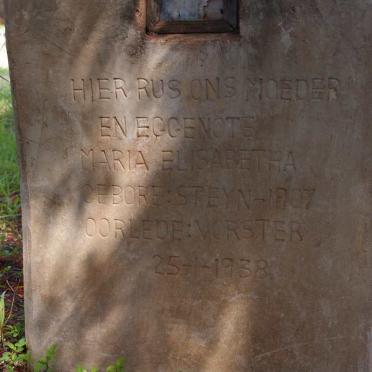 HIER RUS ONS MOEDER
EN EGGENOTE
MARIA ELISABETHA
GEBORE: STEYN-1907
OORLEDE: VORSTER
25-1-1938